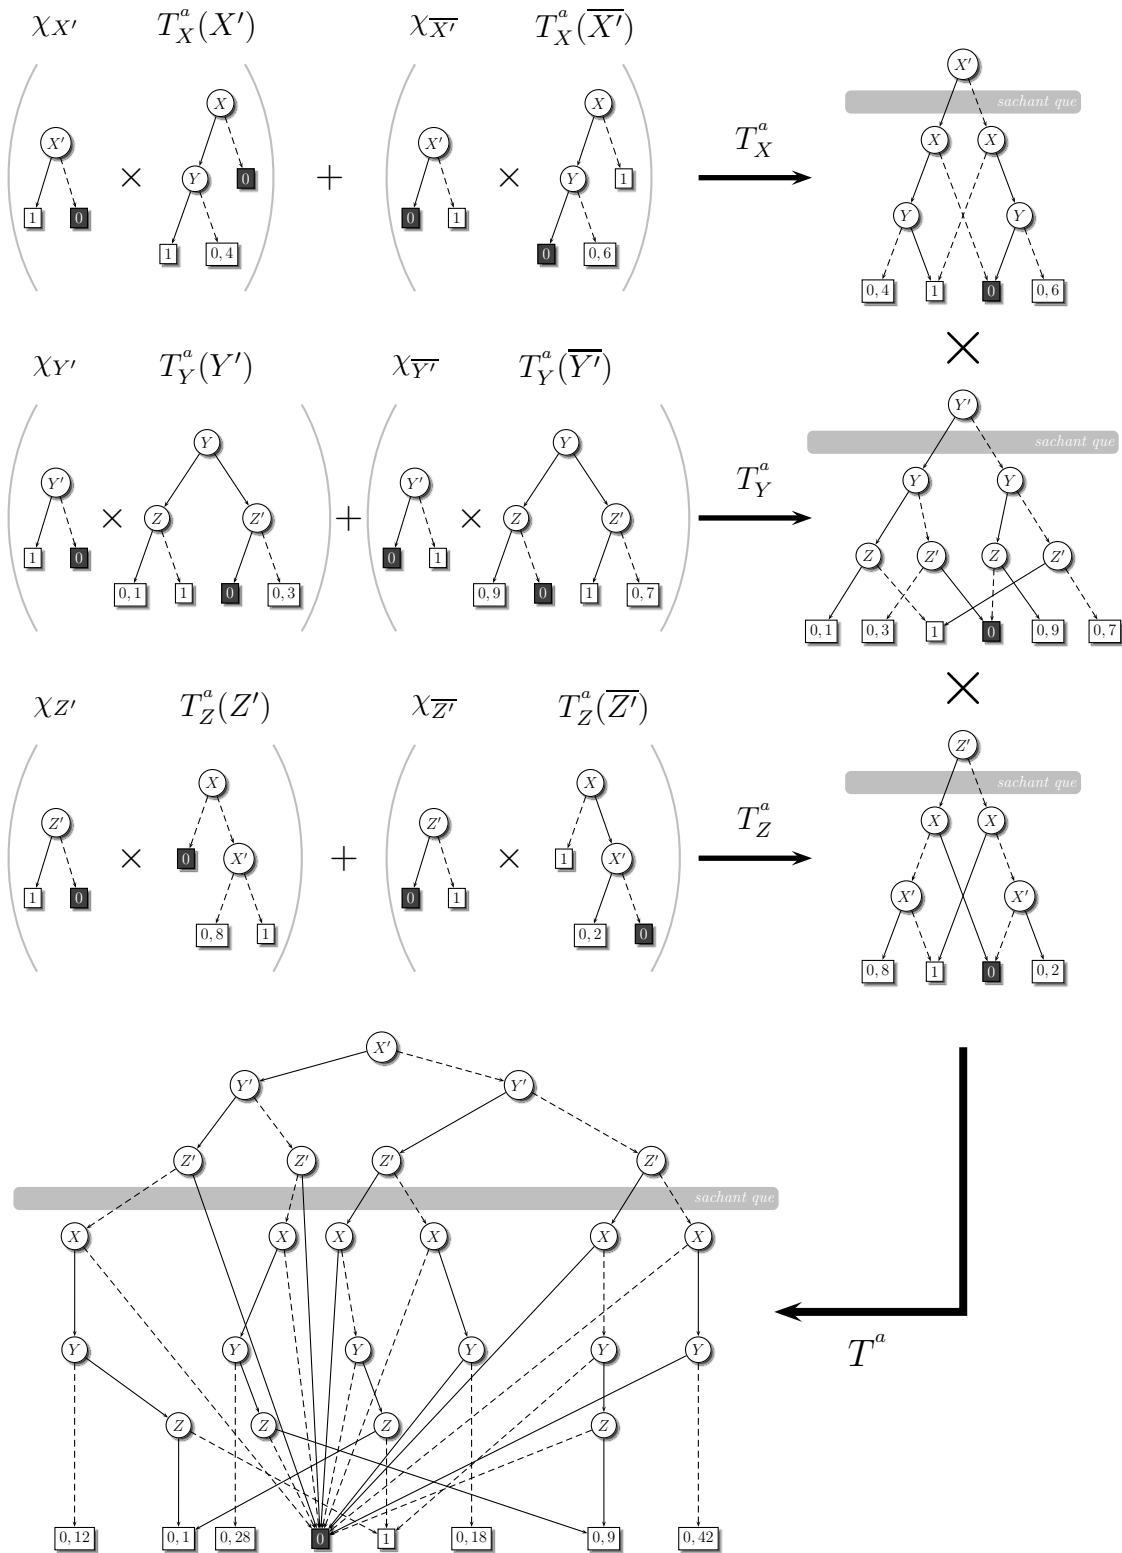 χX′ T^a_X(X′) χ\overline{X′} T^a_X(\overline{X′})
X′
sachant que
X X
X′ Y 0 X′ Y 1 X X
× + × T^a_X
1 0 1 0,4 0 1 0 0,6 Y Y
0,4 1 0 0,6
×
χY′ T^a_Y(Y′) χ\overline{Y′} T^a_Y(\overline{Y′})
Y′
sachant que
Y Y
Y′ Z Z′ Y′ Z Z′ Y Y
× + × T^a_Y
1 0 0,1 1 0 0,3 0 1 0,9 0 1 0,7 Z Z′ Z Z′
0,1 0,3 1 0 0,9 0,7
×
χZ′ T^a_Z(Z′) χ\overline{Z′} T^a_Z(\overline{Z′})
Z′
sachant que
X X
Z′ 0 X′ Z′ 1 X′ X X
× + × T^a_Z
1 0 0,8 1 0 1 0,2 0 X′ X′
0,8 1 0 0,2
X′
Y′ Y′
Z′ Z′ Z′ Z′
sachant que
X X X X X X
Y Y Y Y Y Y
T^a
Z Z Z Z
0,12 0,1 0,28 0 1 0,18 0,9 0,42